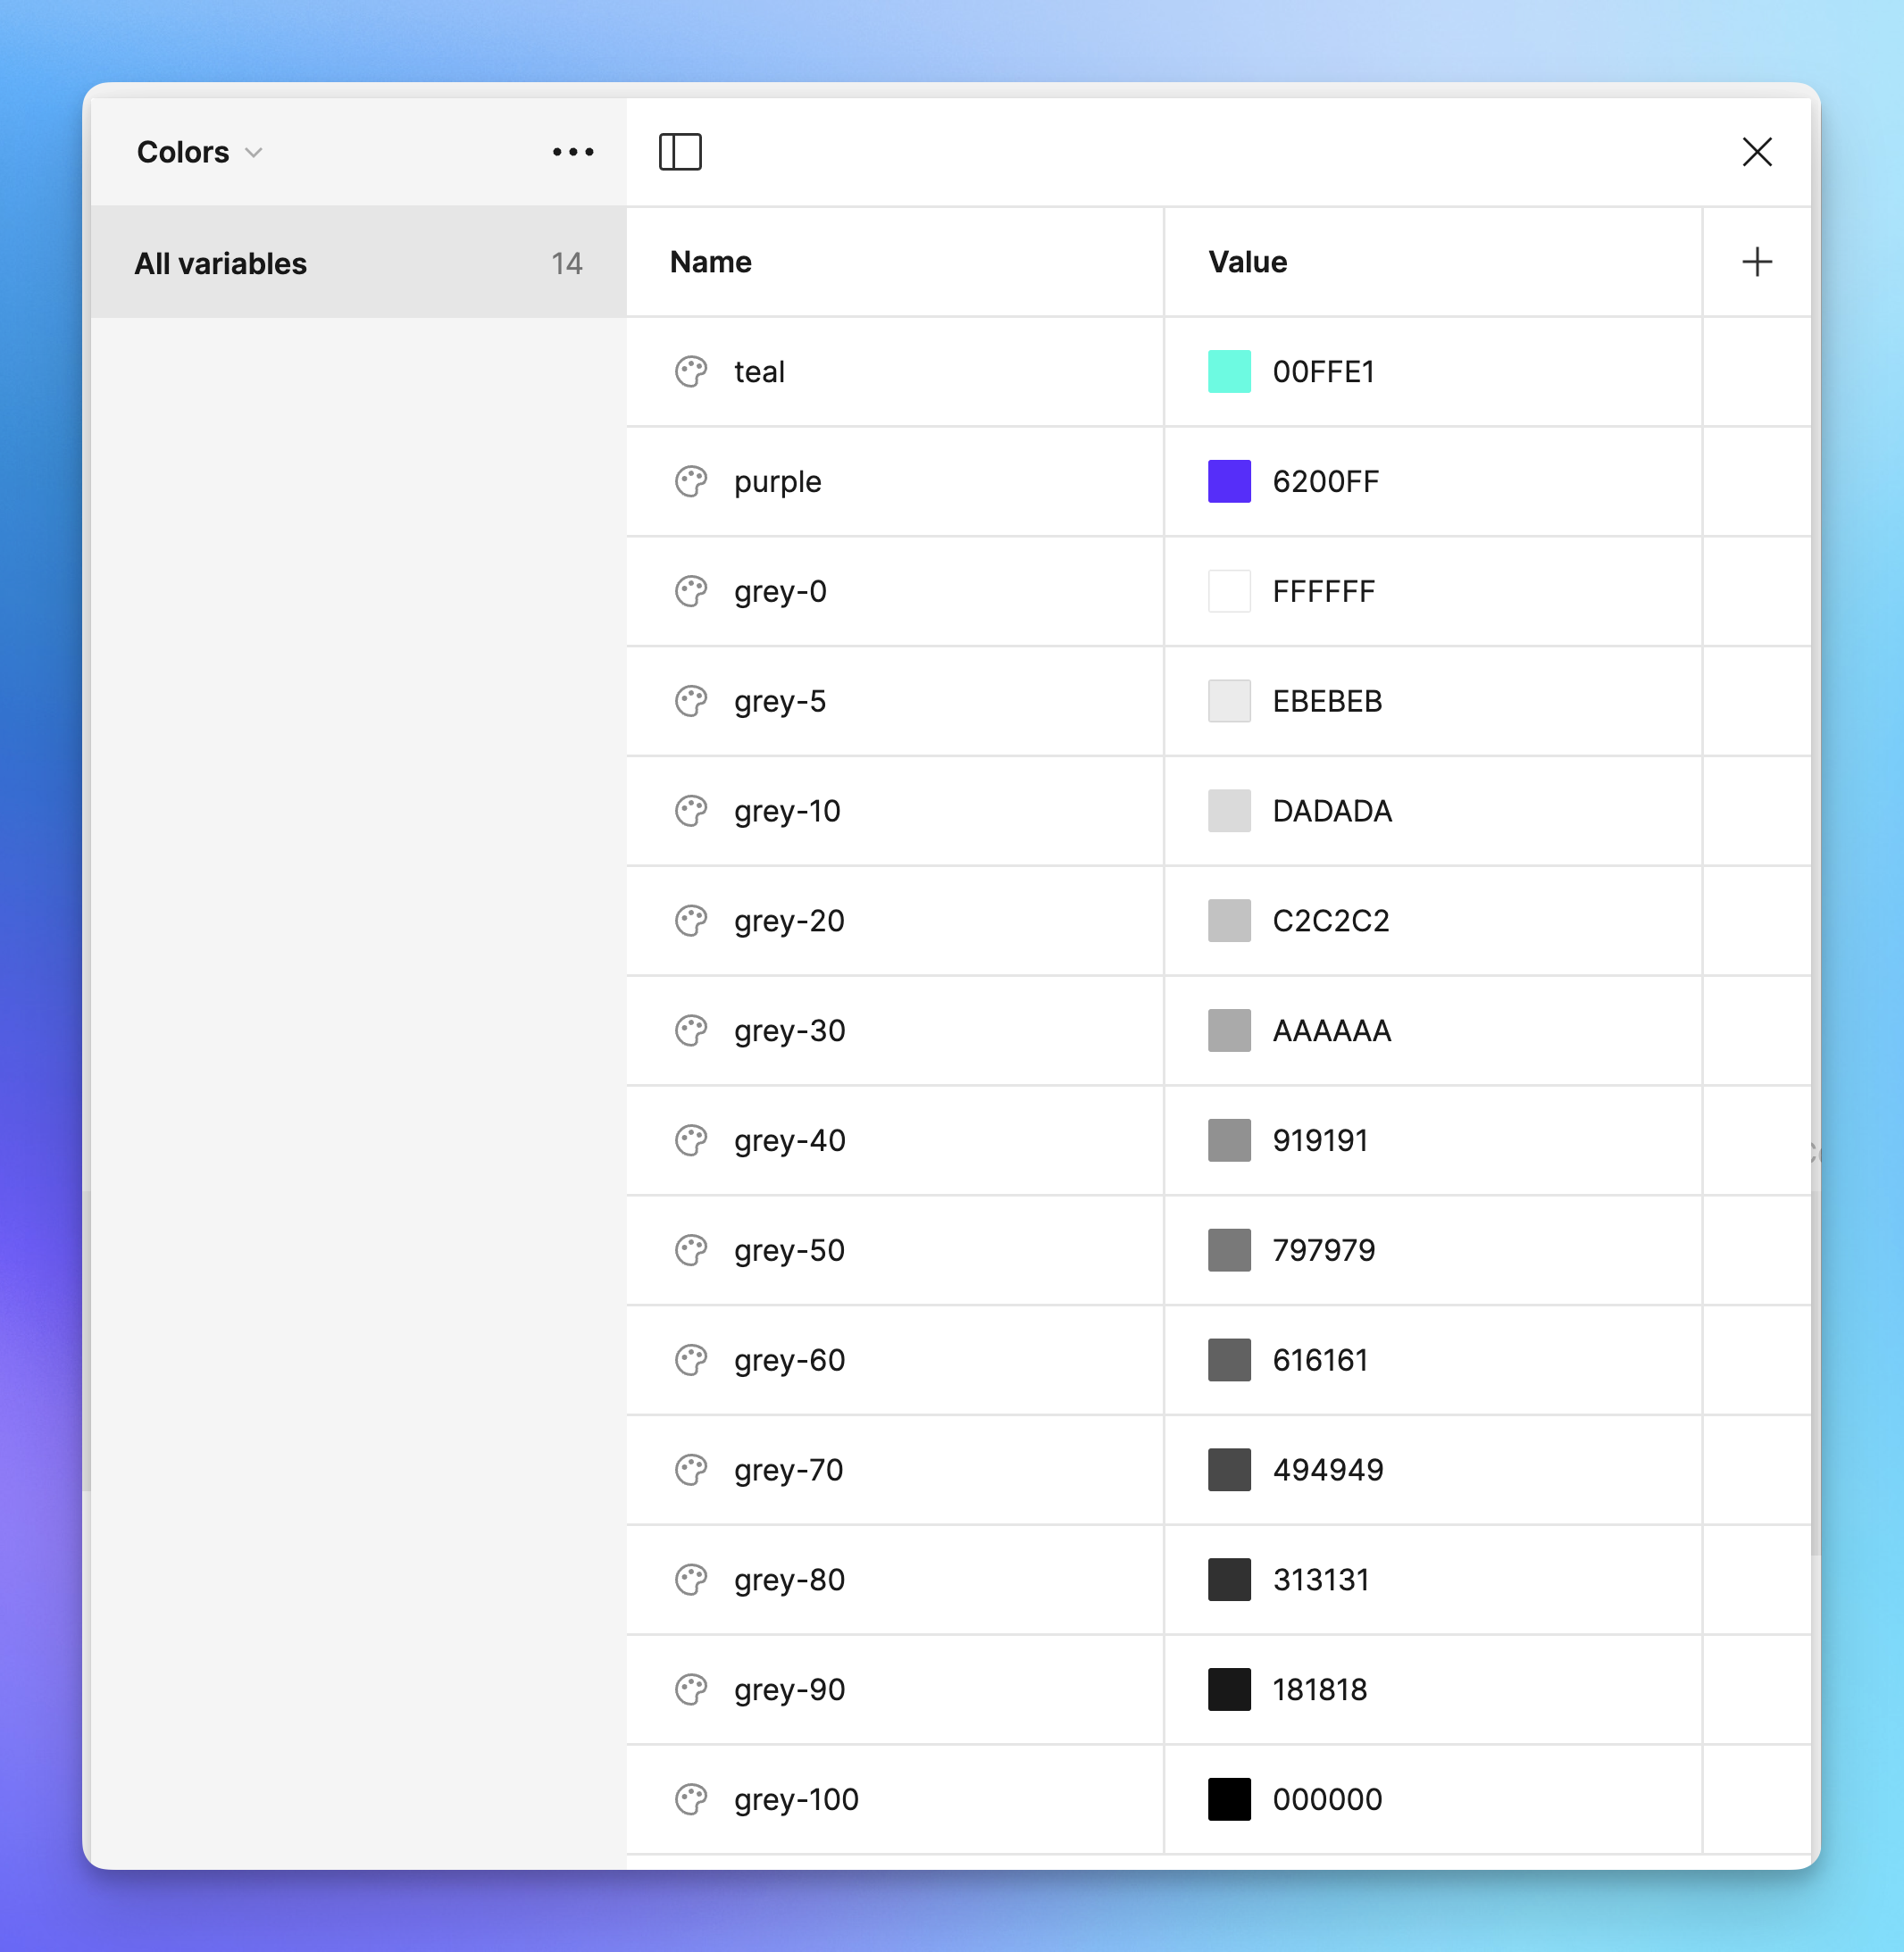 Colors
All variables 14
Name Value
teal 00FFE1
purple 6200FF
grey-0 FFFFFF
grey-5 EBEBEB
grey-10 DADADA
grey-20 C2C2C2
grey-30 AAAAAA
grey-40 919191
grey-50 797979
grey-60 616161
grey-70 494949
grey-80 313131
grey-90 181818
grey-100 000000